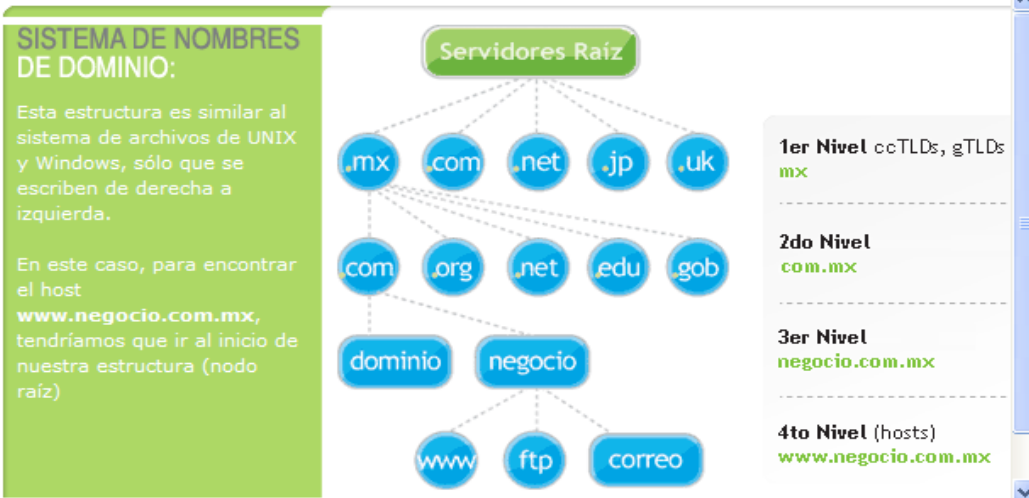 SISTEMA DE NOMBRES
DE DOMINIO:
Esta estructura es similar al
sistema de archivos de UNIX
y Windows, sólo que se
escriben de derecha a
izquierda.
En este caso, para encontrar
el host
www.negocio.com.mx,
tendríamos que ir al inicio de
nuestra estructura (nodo
raíz)
Servidores Raíz
.mx .com .net .jp .uk
.com .org .net .edu .gob
dominio negocio
www ftp correo
1er Nivel ccTLDs, gTLDs
mx
2do Nivel
com.mx
3er Nivel
negocio.com.mx
4to Nivel (hosts)
www.negocio.com.mx